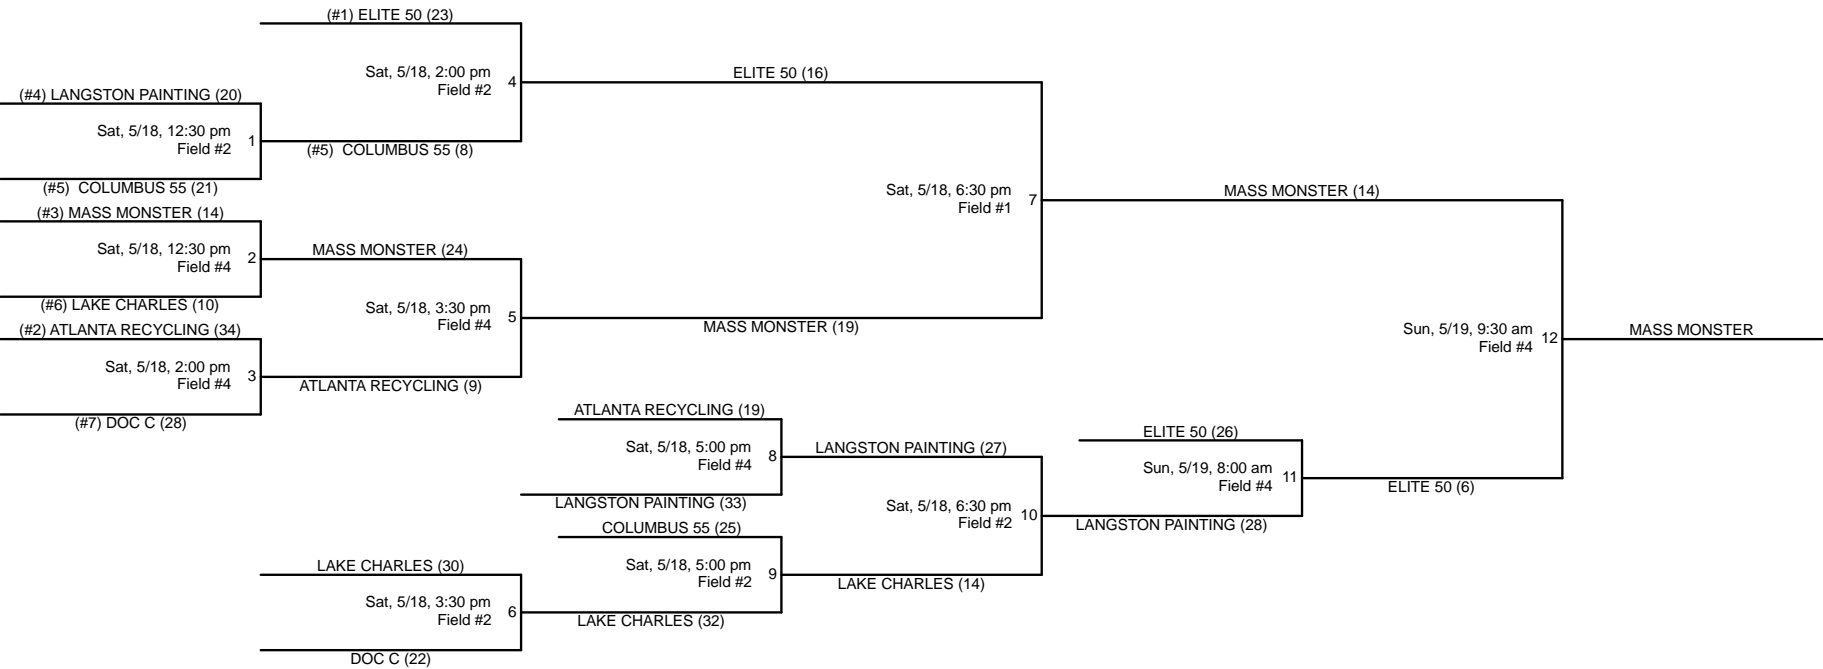 (#1) ELITE 50 (23)
Sat, 5/18, 2:00 pm
Field #2
4
ELITE 50 (16)
(#4) LANGSTON PAINTING (20)
Sat, 5/18, 12:30 pm
Field #2
1
(#5) COLUMBUS 55 (8)
(#5) COLUMBUS 55 (21)
Sat, 5/18, 6:30 pm
Field #1
7
MASS MONSTER (14)
(#3) MASS MONSTER (14)
Sat, 5/18, 12:30 pm
Field #4
2
MASS MONSTER (24)
(#6) LAKE CHARLES (10)
Sat, 5/18, 3:30 pm
Field #4
5
MASS MONSTER (19)
(#2) ATLANTA RECYCLING (34)
Sat, 5/18, 2:00 pm
Field #4
3
ATLANTA RECYCLING (9)
(#7) DOC C (28)
Sun, 5/19, 9:30 am
Field #4
12
MASS MONSTER
ATLANTA RECYCLING (19)
Sat, 5/18, 5:00 pm
Field #4
8
LANGSTON PAINTING (27)
LANGSTON PAINTING (33)
ELITE 50 (26)
Sun, 5/19, 8:00 am
Field #4
11
ELITE 50 (6)
Sat, 5/18, 6:30 pm
Field #2
10
LANGSTON PAINTING (28)
COLUMBUS 55 (25)
Sat, 5/18, 5:00 pm
Field #2
9
LAKE CHARLES (14)
LAKE CHARLES (30)
Sat, 5/18, 3:30 pm
Field #2
6
LAKE CHARLES (32)
DOC C (22)